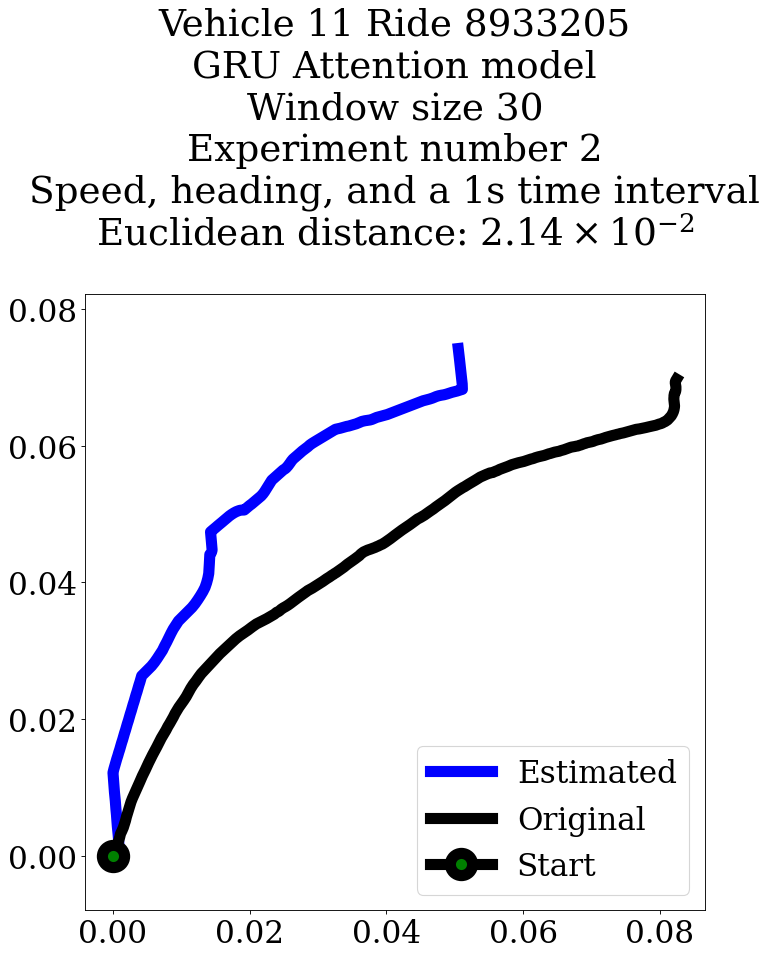 Vehicle 11 Ride 8933205
GRU Attention model
Window size 30
Experiment number 2
Speed, heading, and a 1s time interval
Euclidean distance: 2.14 × 10⁻²
0.08
0.06
0.04
0.02
0.00
Estimated
Original
Start
0.00 0.02 0.04 0.06 0.08